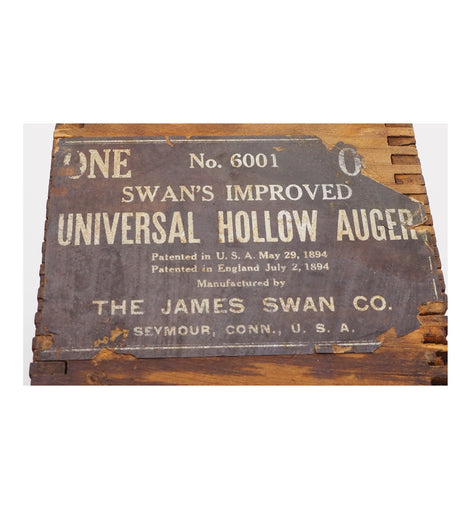 ONE No. 6001 O
SWAN'S IMPROVED
UNIVERSAL HOLLOW AUGER
Patented in U. S. A. May 29, 1894
Patented in England July 2, 1894
Manufactured by
THE JAMES SWAN CO.
SEYMOUR, CONN., U. S. A.